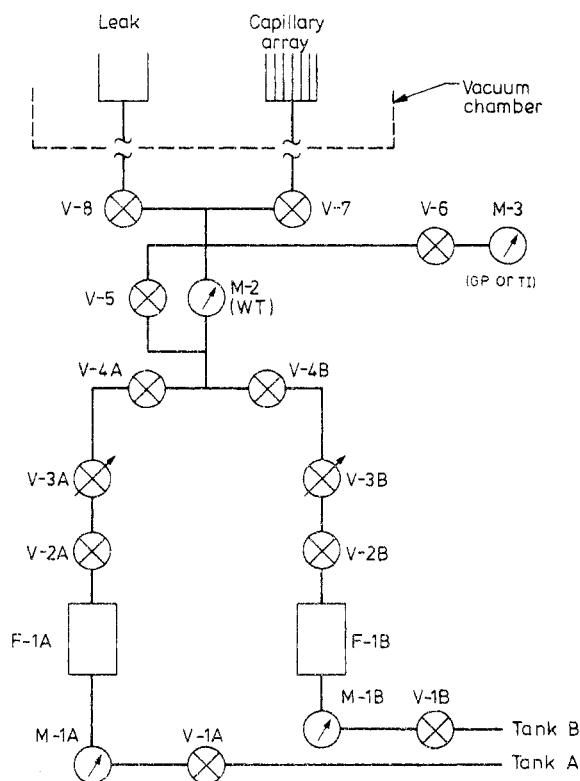 Leak
Capillary
array
Vacuum
chamber
V-8
V-7
V-6
M-3
(GP or TI)
V-5
M-2
(WT)
V-4A
V-4B
V-3A
V-3B
V-2A
V-2B
F-1A
F-1B
M-1B
V-1B
Tank B
M-1A
V-1A
Tank A